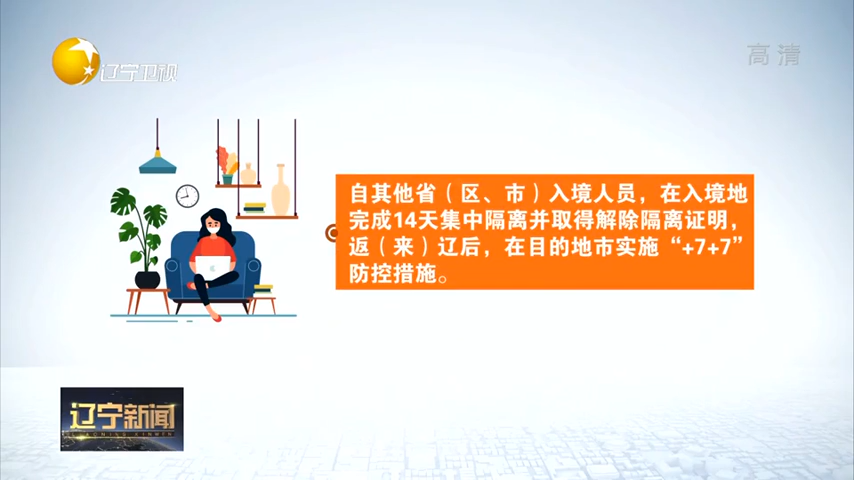 辽宁卫视
高清
自其他省（区、市）入境人员，在入境地
完成14天集中隔离并取得解除隔离证明，
返（来）辽后，在目的地市实施“+7+7”
防控措施。
辽宁新闻